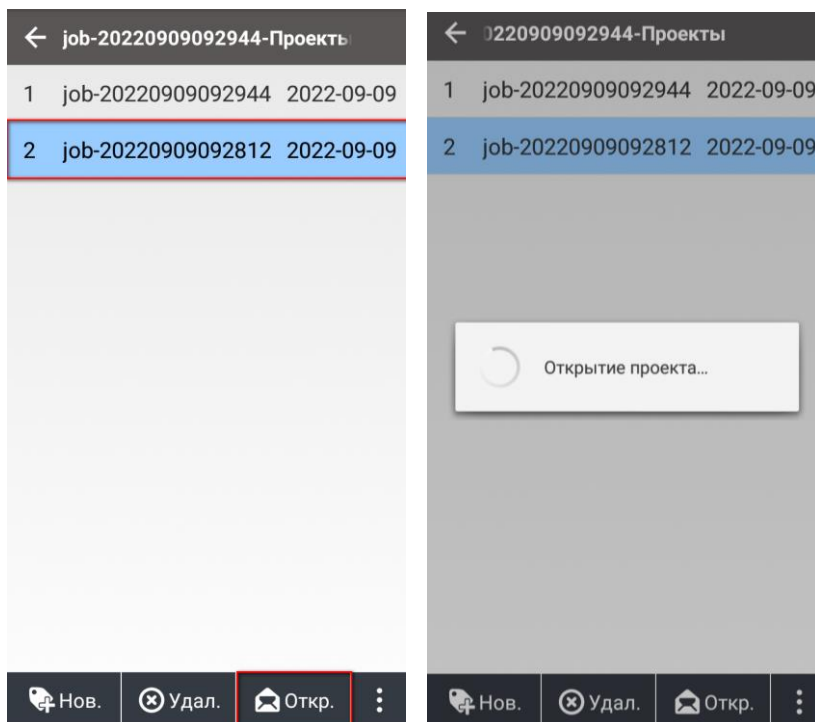 job-20220909092944-Проекты
1 job-20220909092944 2022-09-09
2 job-20220909092812 2022-09-09
Нов. Удал. Откр.
0220909092944-Проекты
1 job-20220909092944 2022-09-09
2 job-20220909092812 2022-09-09
Открытие проекта...
Нов. Удал. Откр.